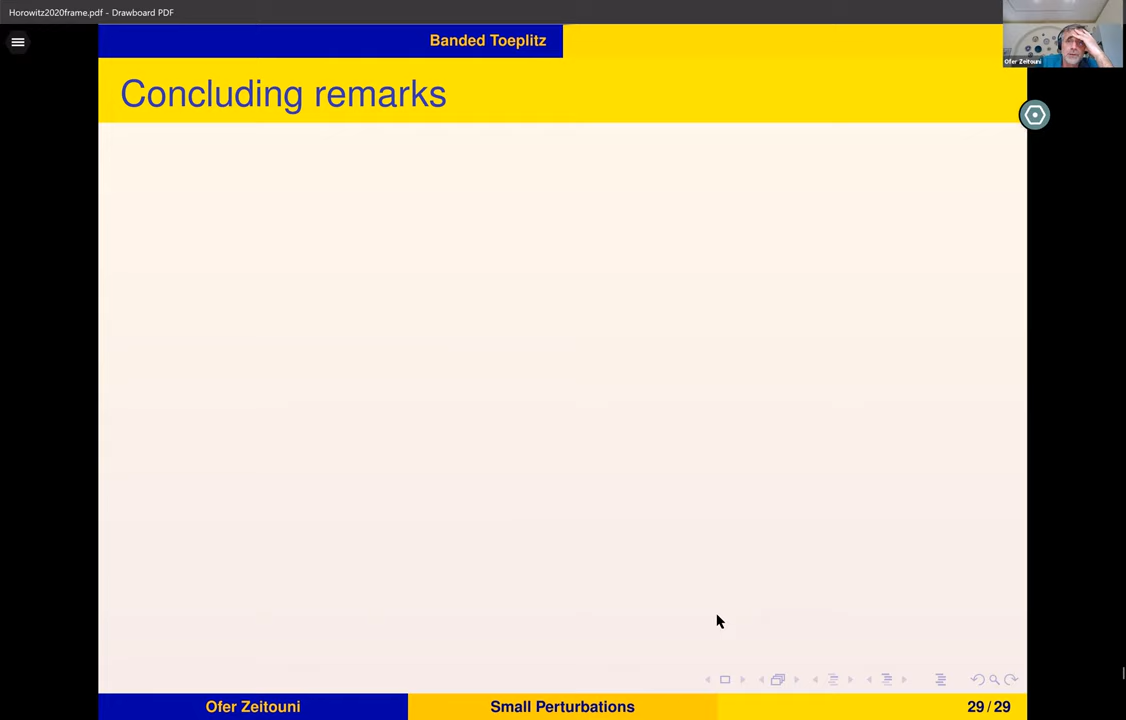 Horowitz2020frame.pdf - Drawboard PDF
Banded Toeplitz
Ofer Zeitouni
Concluding remarks
Ofer Zeitouni
Small Perturbations
29 / 29